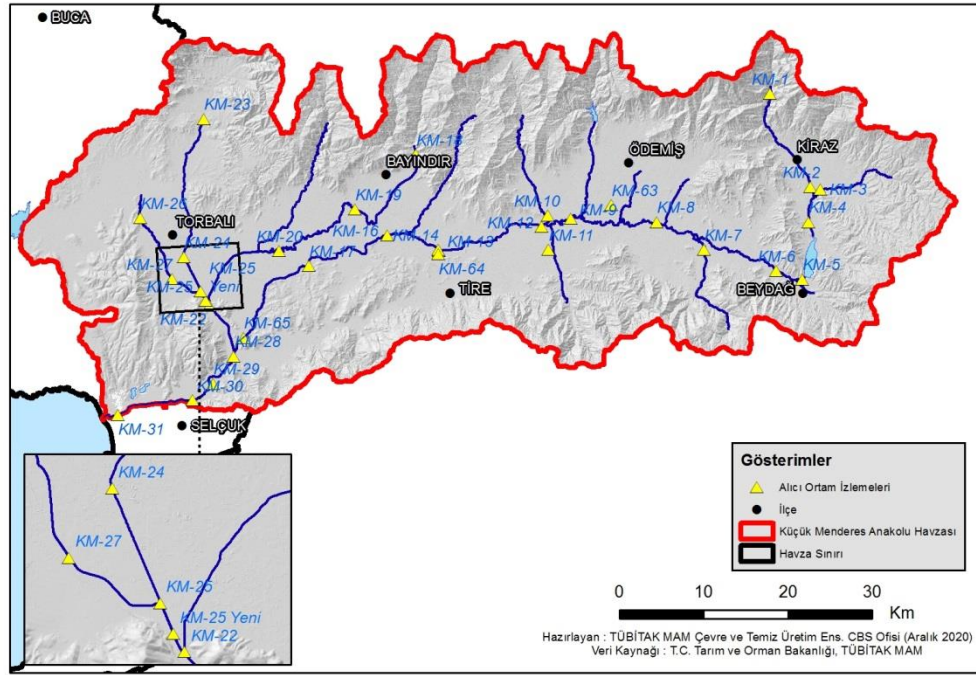 BUCA
KM-1
KM-23
KM-18
BAYINDIR
ÖDEMİŞ
KİRAZ
KM-2
KM-3
KM-63
KM-19
KM-26
KM-10
KM-9
KM-8
KM-4
KM-16
KM-12
TORBALI
KM-14
KM-13
KM-11
KM-20
KM-7
KM-24
KM-17
KM-27
KM-25
KM-64
KM-6
KM-5
KM-25
Yeni
TİRE
BEYDAĞ
KM-22
KM-65
KM-28
KM-29
KM-30
KM-31
SELÇUK
KM-24
KM-27
KM-25
KM-25 Yeni
KM-22
Gösterimler
Alıcı Ortam İzlemeleri
İlçe
Küçük Menderes Anakolu Havzası
Havza Sınırı
0 10 20 30
Km
Hazırlayan : TÜBİTAK MAM Çevre ve Temiz Üretim Ens. CBS Ofisi (Aralık 2020)
Veri Kaynağı : T.C. Tarım ve Orman Bakanlığı, TÜBİTAK MAM